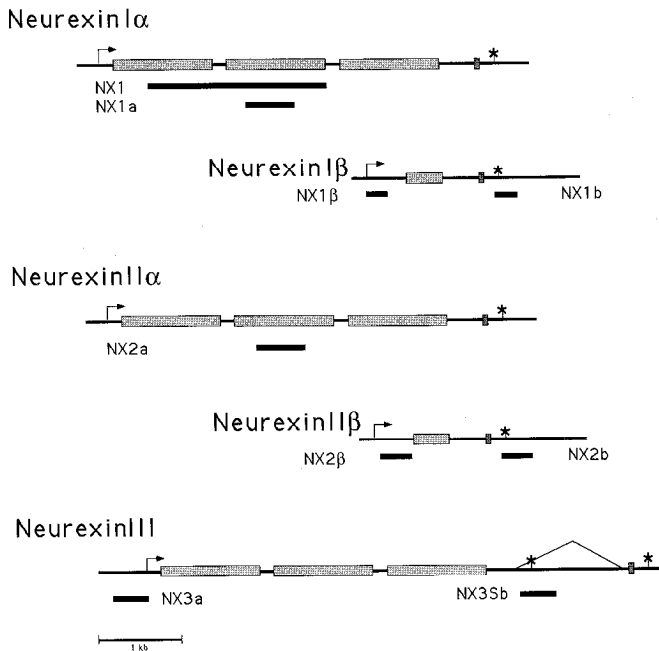 NeurexinIα
*
NX1
NX1a
NeurexinIβ
*
NX1β
NX1b
NeurexinIIα
*
NX2a
NeurexinIIβ
*
NX2β
NX2b
NeurexinIII
*
*
NX3a
NX3Sb
1 kb